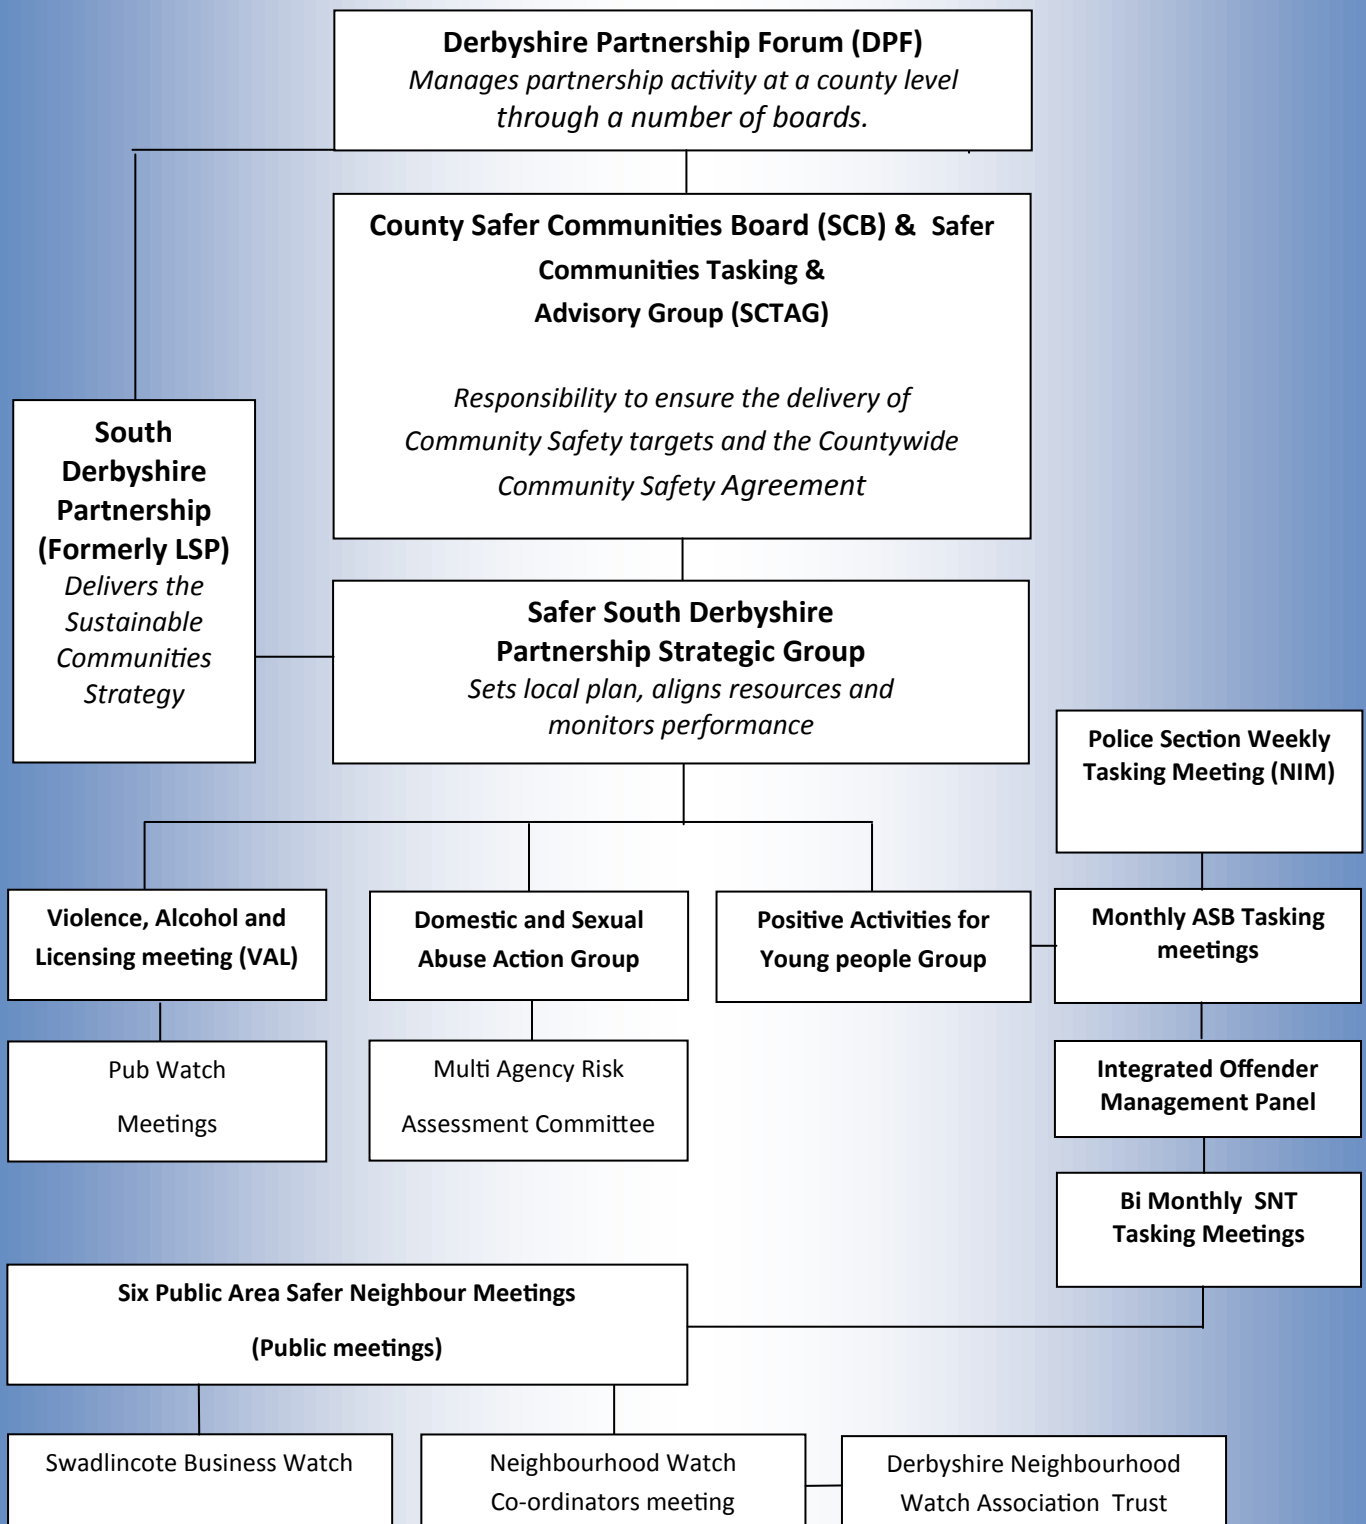 Derbyshire Partnership Forum (DPF)
Manages partnership activity at a county level
through a number of boards.
County Safer Communities Board (SCB) & Safer
Communities Tasking &
Advisory Group (SCTAG)
Responsibility to ensure the delivery of
Community Safety targets and the Countywide
Community Safety Agreement
South
Derbyshire
Partnership
(Formerly LSP)
Delivers the
Sustainable
Communities
Strategy
Safer South Derbyshire
Partnership Strategic Group
Sets local plan, aligns resources and
monitors performance
Police Section Weekly
Tasking Meeting (NIM)
Violence, Alcohol and
Licensing meeting (VAL)
Domestic and Sexual
Abuse Action Group
Positive Activities for
Young people Group
Monthly ASB Tasking
meetings
Pub Watch
Meetings
Multi Agency Risk
Assessment Committee
Integrated Offender
Management Panel
Bi Monthly SNT
Tasking Meetings
Six Public Area Safer Neighbour Meetings
(Public meetings)
Swadlincote Business Watch
Neighbourhood Watch
Co-ordinators meeting
Derbyshire Neighbourhood
Watch Association Trust